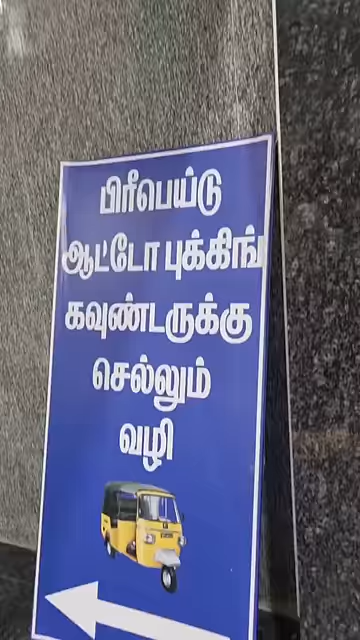 பிரீபெய்டு
ஆட்டோ புக்கிங்
கவுண்டருக்கு
செல்லும்
வழி